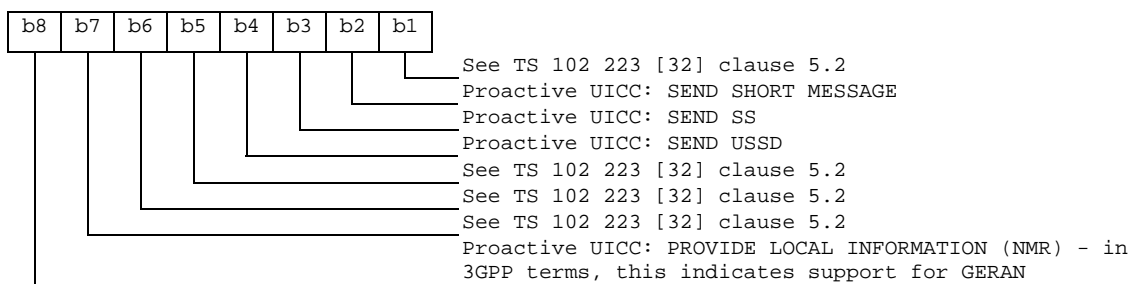 b8 b7 b6 b5 b4 b3 b2 b1
See TS 102 223 [32] clause 5.2
Proactive UICC: SEND SHORT MESSAGE
Proactive UICC: SEND SS
Proactive UICC: SEND USSD
See TS 102 223 [32] clause 5.2
See TS 102 223 [32] clause 5.2
See TS 102 223 [32] clause 5.2
Proactive UICC: PROVIDE LOCAL INFORMATION (NMR) - in
3GPP terms, this indicates support for GERAN